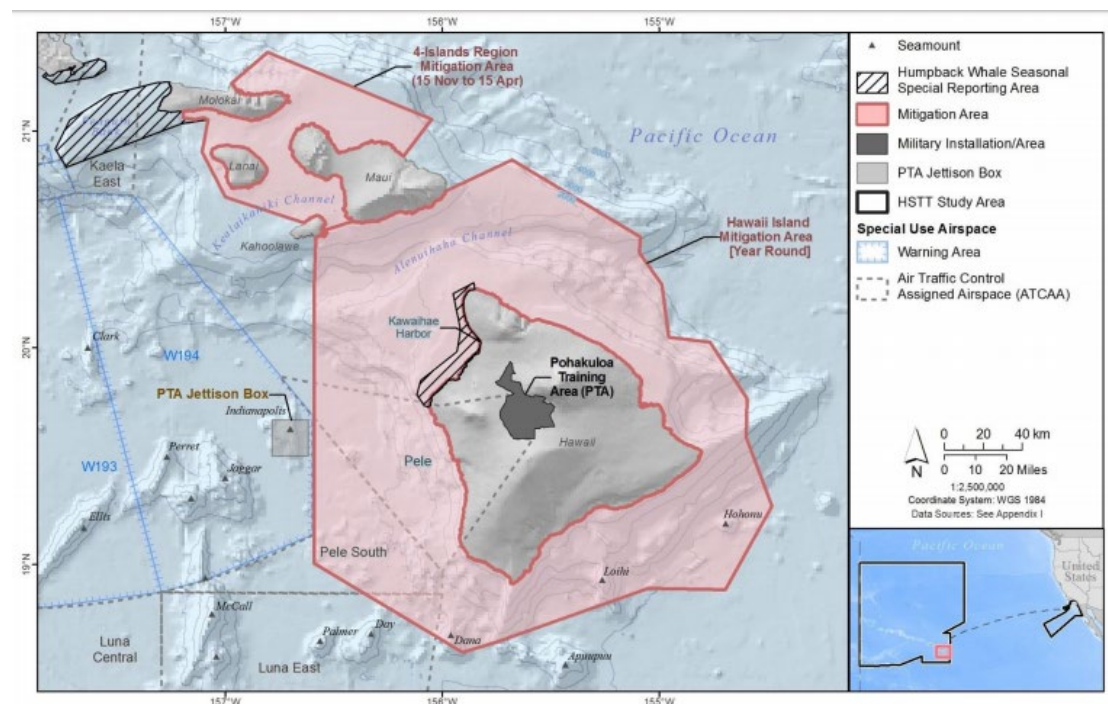 157°W
156°W
155°W
4-Islands Region
Mitigation Area
(15 Nov to 15 Apr)
Molokai
Pacific Ocean
21°N
Kaela
East
Lanai
Maui
Kealaikahiki Channel
Kahoolawe
Alenuihaha Channel
Hawaii Island
Mitigation Area
[Year Round]
Kawaihae
Harbor
Clark
20°N
W194
Pohakuloa
Training
Area (PTA)
PTA Jettison Box
Indianapolis
Hawaii
Perret
Jaggar
W193
Pele
Ellis
Hohonu
19°N
Pele South
Loihi
McCall
Palmer
Day
Dana
Apuupuu
Luna
Central
Luna East
157°W
156°W
155°W
Seamount
Humpback Whale Seasonal
Special Reporting Area
Mitigation Area
Military Installation/Area
PTA Jettison Box
HSTT Study Area
Special Use Airspace
Warning Area
Air Traffic Control
Assigned Airspace (ATCAA)
N
0 20 40 km
0 10 20 Miles
1:2,500,000
Coordinate System: WGS 1984
Data Sources: See Appendix I
Pacific Ocean
United
States